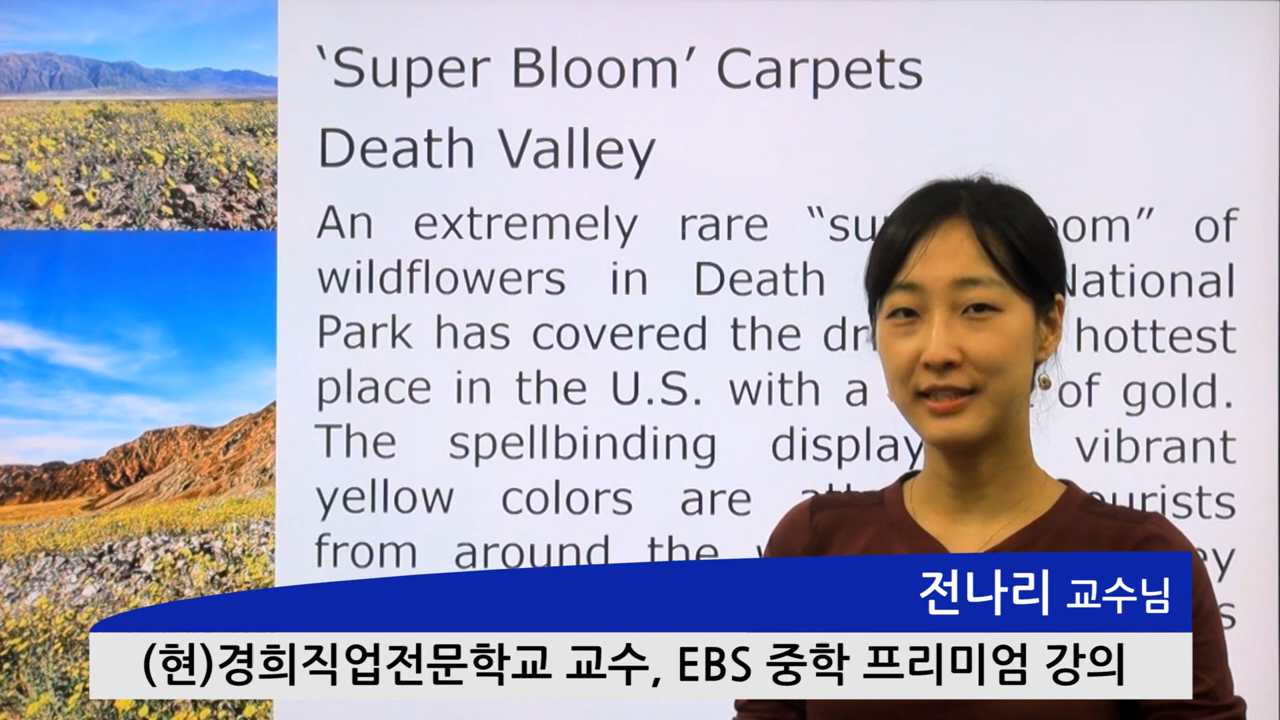 ‘Super Bloom’ Carpets
Death Valley
An extremely rare “su oom” of
wildflowers in Death National
Park has covered the hottest
place in the U.S. with a of gold.
The spellbinding display vibrant
yellow colors are
from around the
전나리 교수님
(현)경희직업전문학교 교수, EBS 중학 프리미엄 강의